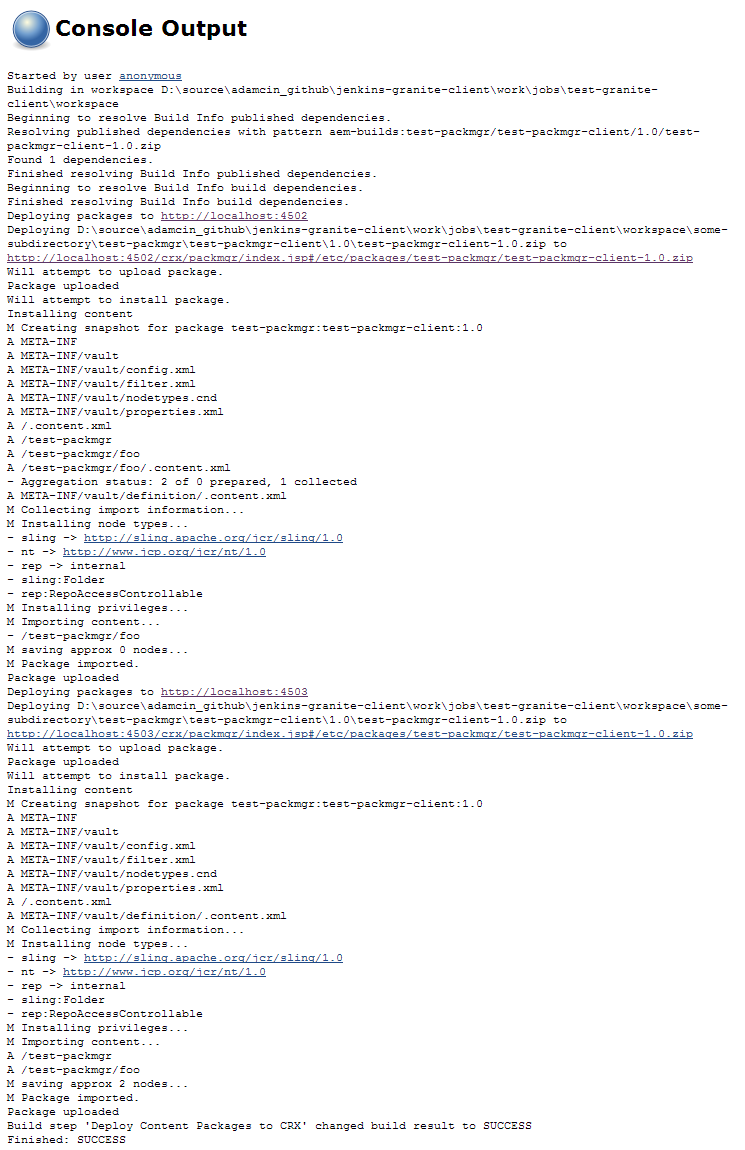 Console Output
Started by user anonymous
Building in workspace D:\source\adamcin_github\jenkins-granite-client\work\jobs\test-granite-
client\workspace
Beginning to resolve Build Info published dependencies.
Resolving published dependencies with pattern aem-builds:test-packmgr/test-packmgr-client/1.0/test-
packmgr-client-1.0.zip
Found 1 dependencies.
Finished resolving Build Info published dependencies.
Beginning to resolve Build Info build dependencies.
Finished resolving Build Info build dependencies.
Deploying packages to http://localhost:4502
Deploying D:\source\adamcin_github\jenkins-granite-client\work\jobs\test-granite-client\workspace\some-
subdirectory\test-packmgr\test-packmgr-client\1.0\test-packmgr-client-1.0.zip to
http://localhost:4502/crx/packmgr/index.jsp#/etc/packages/test-packmgr/test-packmgr-client-1.0.zip
Will attempt to upload package.
Package uploaded
Will attempt to install package.
Installing content
M Creating snapshot for package test-packmgr:test-packmgr-client:1.0
A META-INF
A META-INF/vault
A META-INF/vault/config.xml
A META-INF/vault/filter.xml
A META-INF/vault/nodetypes.cnd
A META-INF/vault/properties.xml
A /.content.xml
A /test-packmgr
A /test-packmgr/foo
A /test-packmgr/foo/.content.xml
- Aggregation status: 2 of 0 prepared, 1 collected
A META-INF/vault/definition/.content.xml
M Collecting import information...
M Installing node types...
- sling -> http://sling.apache.org/jcr/sling/1.0
- nt -> http://www.jcp.org/jcr/nt/1.0
- rep -> internal
- sling:Folder
- rep:RepoAccessControllable
M Installing privileges...
M Importing content...
- /test-packmgr/foo
M saving approx 0 nodes...
M Package imported.
Package uploaded
Deploying packages to http://localhost:4503
Deploying D:\source\adamcin_github\jenkins-granite-client\work\jobs\test-granite-client\workspace\some-
subdirectory\test-packmgr\test-packmgr-client\1.0\test-packmgr-client-1.0.zip to
http://localhost:4503/crx/packmgr/index.jsp#/etc/packages/test-packmgr/test-packmgr-client-1.0.zip
Will attempt to upload package.
Package uploaded
Will attempt to install package.
Installing content
M Creating snapshot for package test-packmgr:test-packmgr-client:1.0
A META-INF
A META-INF/vault
A META-INF/vault/config.xml
A META-INF/vault/filter.xml
A META-INF/vault/nodetypes.cnd
A META-INF/vault/properties.xml
A /.content.xml
A META-INF/vault/definition/.content.xml
M Collecting import information...
M Installing node types...
- sling -> http://sling.apache.org/jcr/sling/1.0
- nt -> http://www.jcp.org/jcr/nt/1.0
- rep -> internal
- sling:Folder
- rep:RepoAccessControllable
M Installing privileges...
M Importing content...
A /test-packmgr
A /test-packmgr/foo
M saving approx 2 nodes...
M Package imported.
Package uploaded
Build step 'Deploy Content Packages to CRX' changed build result to SUCCESS
Finished: SUCCESS